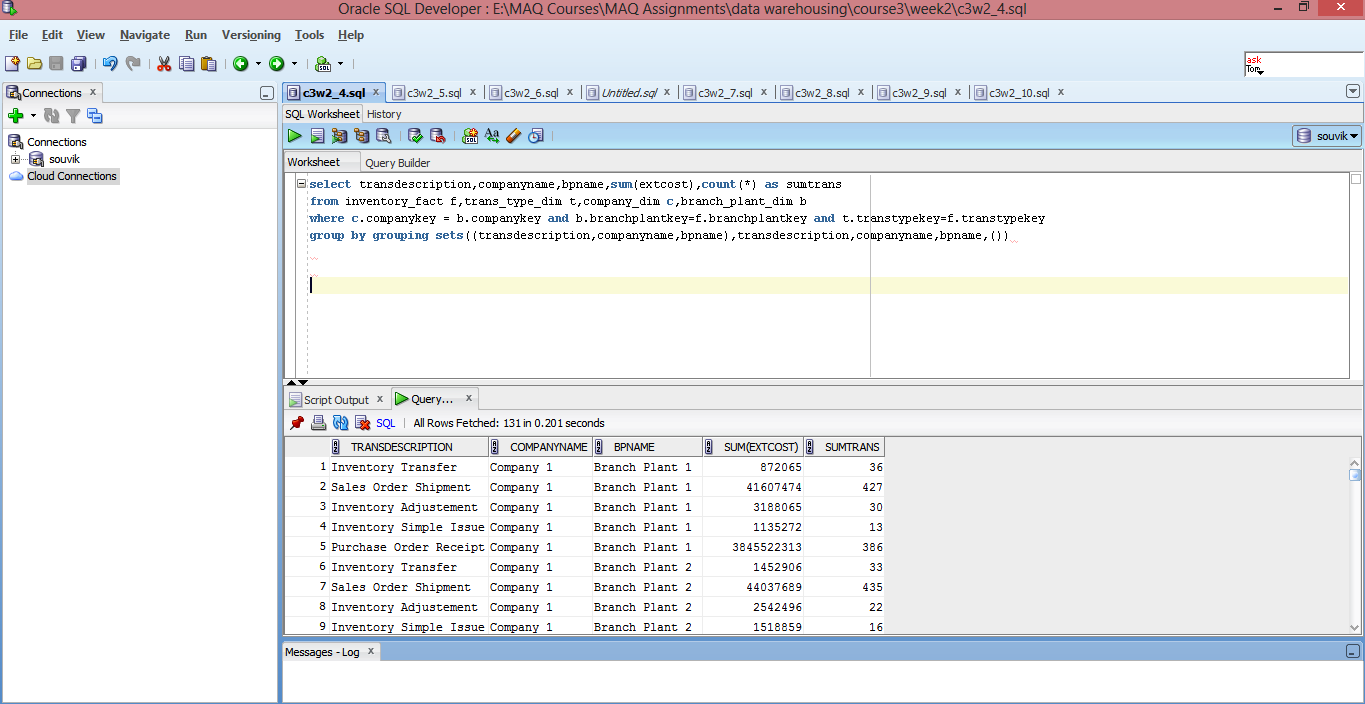 Oracle SQL Developer : E:\MAQ Courses\MAQ Assignments\data warehousing\course3\week2\c3w2_4.sql
File Edit View Navigate Run Versioning Tools Help
ask
Tom
Connections
c3w2_4.sql c3w2_5.sql c3w2_6.sql Untitled.sql c3w2_7.sql c3w2_8.sql c3w2_9.sql c3w2_10.sql
SQL Worksheet History
souvik
Connections
souvik
Cloud Connections
Worksheet Query Builder
select transdescription,companyname,bpname,sum(extcost),count(*) as sumtrans
from inventory_fact f,trans_type_dim t,company_dim c,branch_plant_dim b
where c.companykey = b.companykey and b.branchplantkey=f.branchplantkey and t.transtypekey=f.transtypekey
group by grouping sets((transdescription,companyname,bpname),transdescription,companyname,bpname,())
Script Output Query...
SQL All Rows Fetched: 131 in 0.201 seconds
TRANSDESCRIPTION COMPANYNAME BPNAME SUM(EXTCOST) SUMTRANS
1 Inventory Transfer Company 1 Branch Plant 1 872065 36
2 Sales Order Shipment Company 1 Branch Plant 1 41607474 427
3 Inventory Adjustement Company 1 Branch Plant 1 3188065 30
4 Inventory Simple Issue Company 1 Branch Plant 1 1135272 13
5 Purchase Order Receipt Company 1 Branch Plant 1 3845522313 386
6 Inventory Transfer Company 1 Branch Plant 2 1452906 33
7 Sales Order Shipment Company 1 Branch Plant 2 44037689 435
8 Inventory Adjustement Company 1 Branch Plant 2 2542496 22
9 Inventory Simple Issue Company 1 Branch Plant 2 1518859 16
Messages - Log